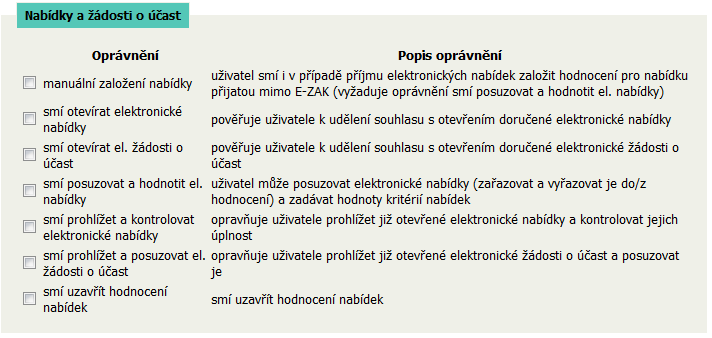 Nabídky a žádosti o účast
Oprávnění Popis oprávnění
manuální založení nabídky
uživatel smí i v případě příjmu elektronických nabídek založit hodnocení pro nabídku
přijatou mimo E-ZAK (vyžaduje oprávnění smí posuzovat a hodnotit el. nabídky)
smí otevírat elektronické
nabídky
pověřuje uživatele k udělení souhlasu s otevřením doručené elektronické nabídky
smí otevírat el. žádosti o
účast
pověřuje uživatele k udělení souhlasu s otevřením doručené elektronické žádosti o
účast
smí posuzovat a hodnotit el.
nabídky
uživatel může posuzovat elektronické nabídky (zařazovat a vyřazovat je do/z
hodnocení) a zadávat hodnoty kritérií nabídek
smí prohlížet a kontrolovat
elektronické nabídky
opravňuje uživatele prohlížet již otevřené elektronické nabídky a kontrolovat jejich
úplnost
smí prohlížet a posuzovat el.
žádosti o účast
opravňuje uživatele prohlížet již otevřené elektronické žádosti o účast a posuzovat
je
smí uzavřít hodnocení
nabídek
smí uzavřít hodnocení nabídek